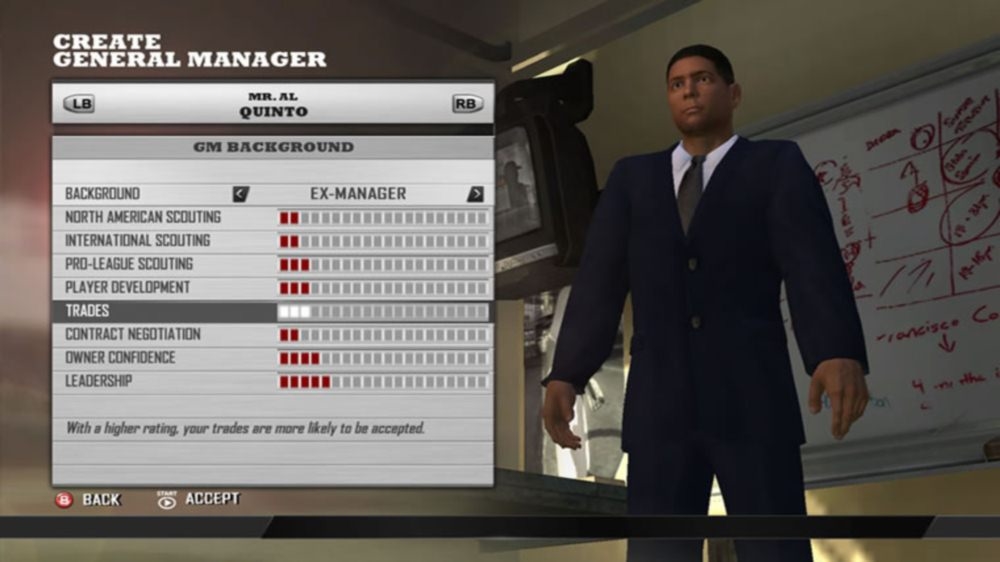 CREATE
GENERAL MANAGER
LB
MR. AL
QUINTO
RB
GM BACKGROUND
BACKGROUND < EX-MANAGER >
NORTH AMERICAN SCOUTING
INTERNATIONAL SCOUTING
PRO-LEAGUE SCOUTING
PLAYER DEVELOPMENT
TRADES
CONTRACT NEGOTIATION
OWNER CONFIDENCE
LEADERSHIP
With a higher rating, your trades are more likely to be accepted.
B BACK START ACCEPT